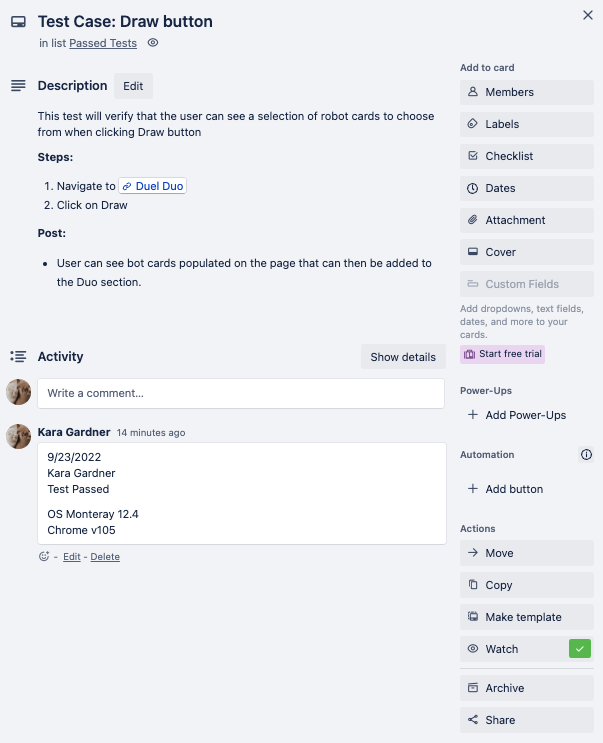 Test Case: Draw button
in list Passed Tests
Description
Edit
This test will verify that the user can see a selection of robot cards to choose
from when clicking Draw button
Steps:
1. Navigate to Duel Duo
2. Click on Draw
Post:
• User can see bot cards populated on the page that can then be added
to the Duo section.
Activity
Show details
Write a comment...
Kara Gardner 14 minutes ago
9/23/2022
Kara Gardner
Test Passed
OS Monteray 12.4
Chrome v105
- Edit - Delete
Add to card
Members
Labels
Checklist
Dates
Attachment
Cover
Custom Fields
Add dropdowns, text fields,
dates, and more to your
cards.
Start free trial
Power-Ups
+ Add Power-Ups
Automation
+ Add button
Actions
Move
Copy
Make template
Watch
Archive
Share